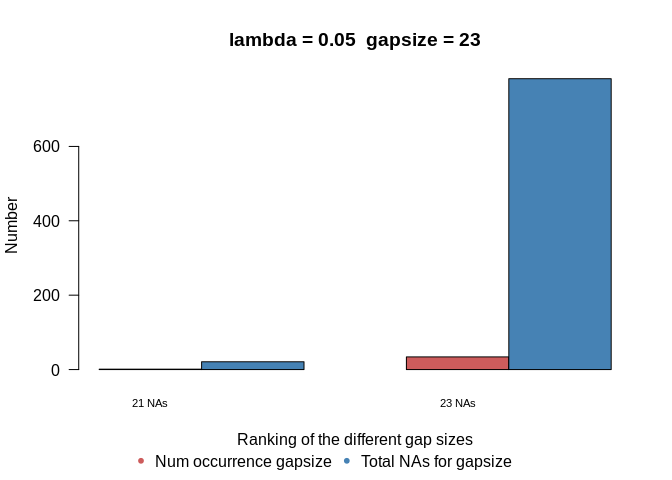 lambda = 0.05  gapsize = 23
Number
600
400
200
0
21 NAs
23 NAs
Ranking of the different gap sizes
Num occurrence gapsize
Total NAs for gapsize